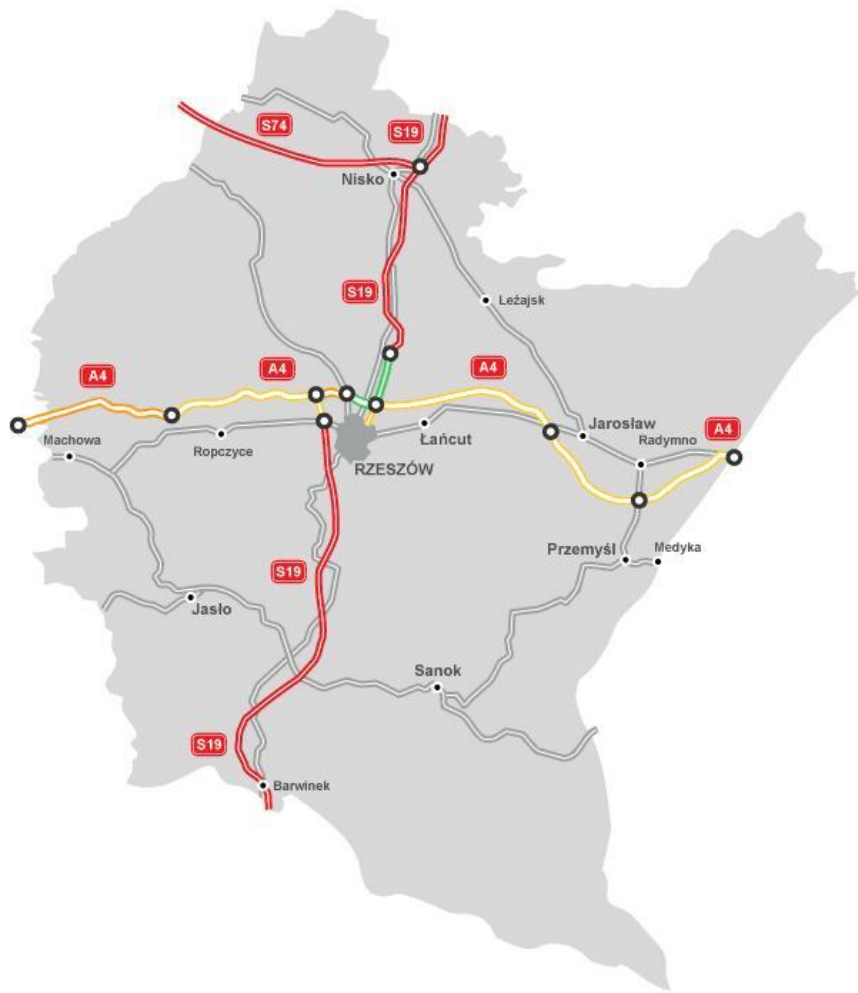 S74
S19
Nisko
S19
Leżajsk
A4
A4
A4
Machowa
Ropczyce
Łańcut
Jarosław
Radymno
A4
RZESZÓW
Przemyśl
Medyka
S19
Jasło
Sanok
S19
Barwinek